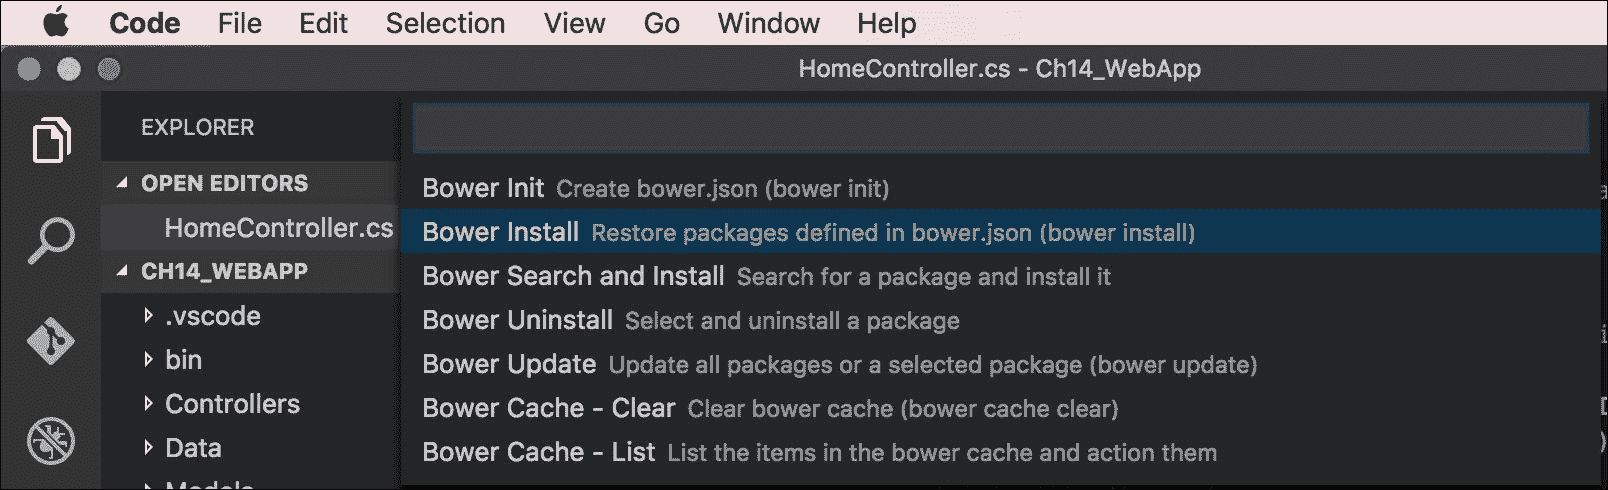 Code File Edit Selection View Go Window Help
HomeController.cs - Ch14_WebApp
EXPLORER
OPEN EDITORS
HomeController.cs
CH14_WEBAPP
.vscode
bin
Controllers
Data
Models
Bower Init Create bower.json (bower init)
Bower Install Restore packages defined in bower.json (bower install)
Bower Search and Install Search for a package and install it
Bower Uninstall Select and uninstall a package
Bower Update Update all packages or a selected package (bower update)
Bower Cache - Clear Clear bower cache (bower cache clear)
Bower Cache - List List the items in the bower cache and action them